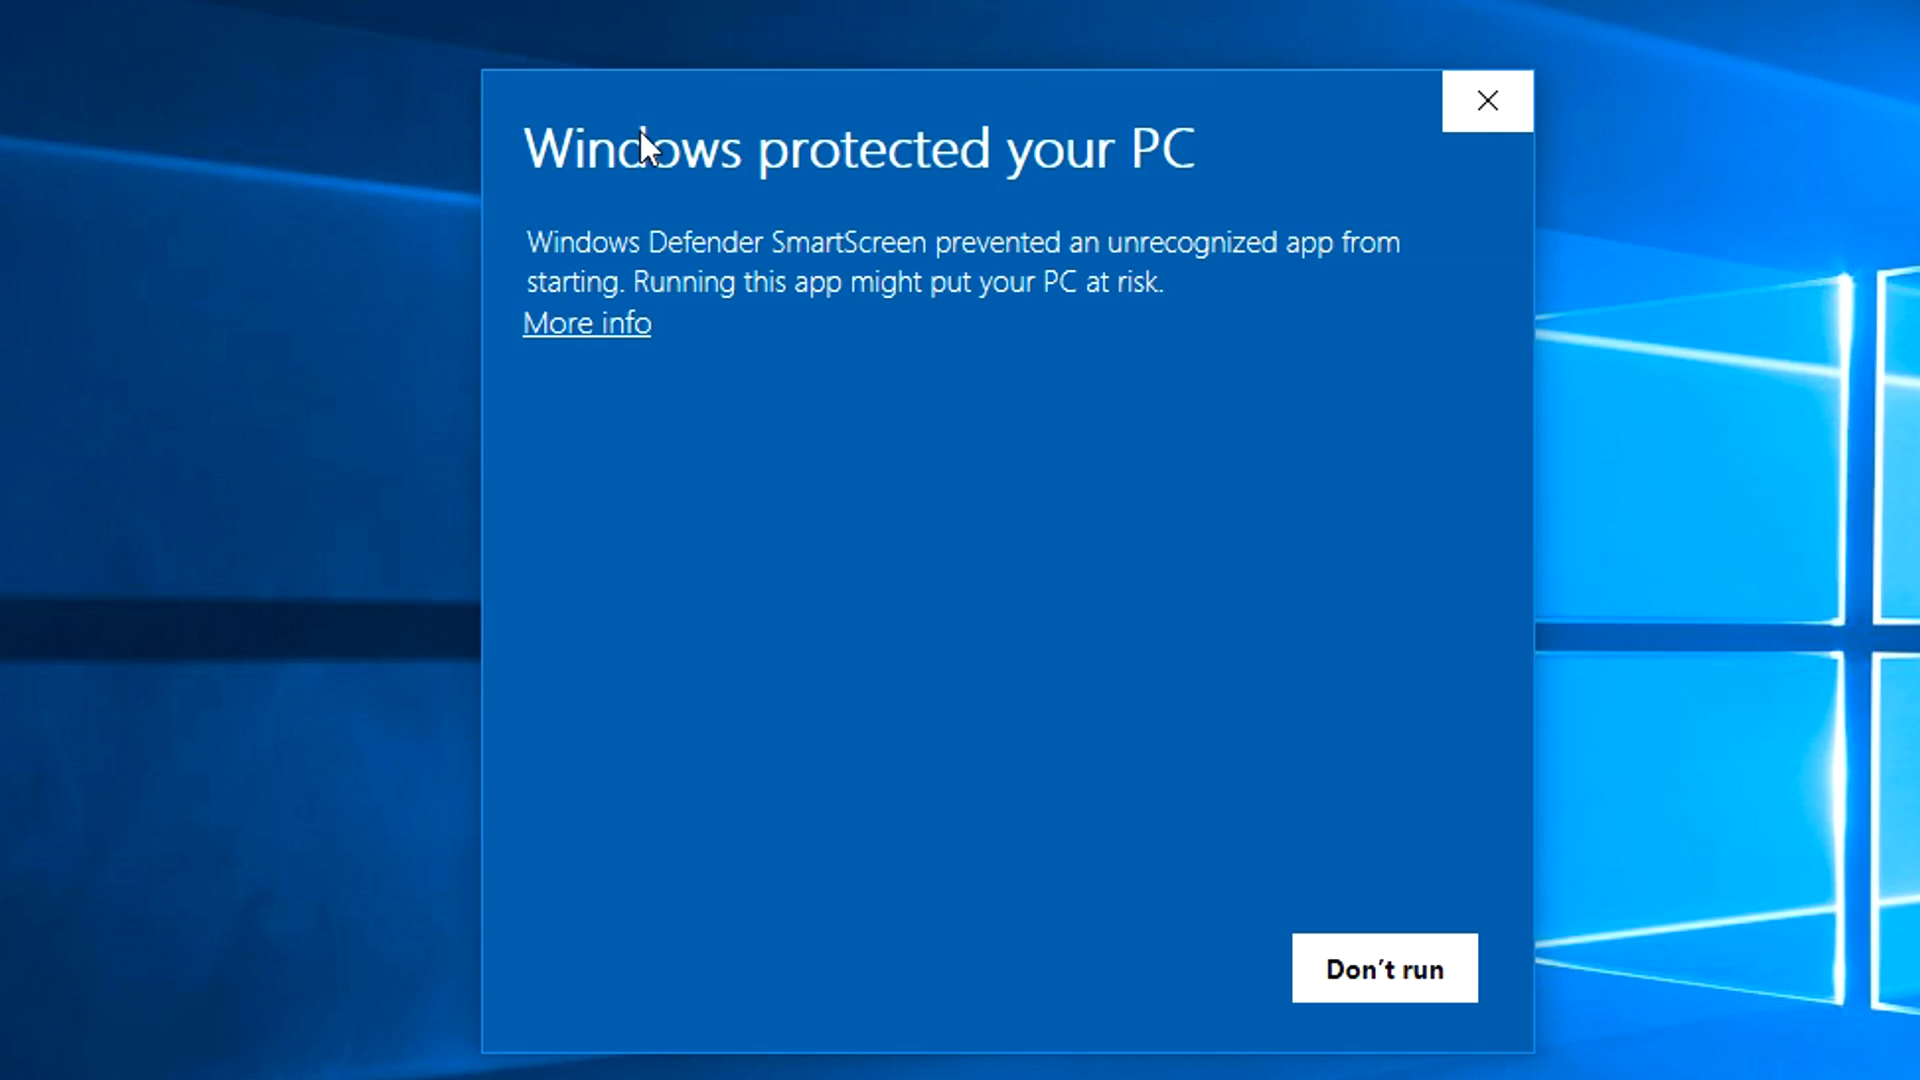 Windows protected your PC
Windows Defender SmartScreen prevented an unrecognized app from
starting. Running this app might put your PC at risk.
More info
Don’t run